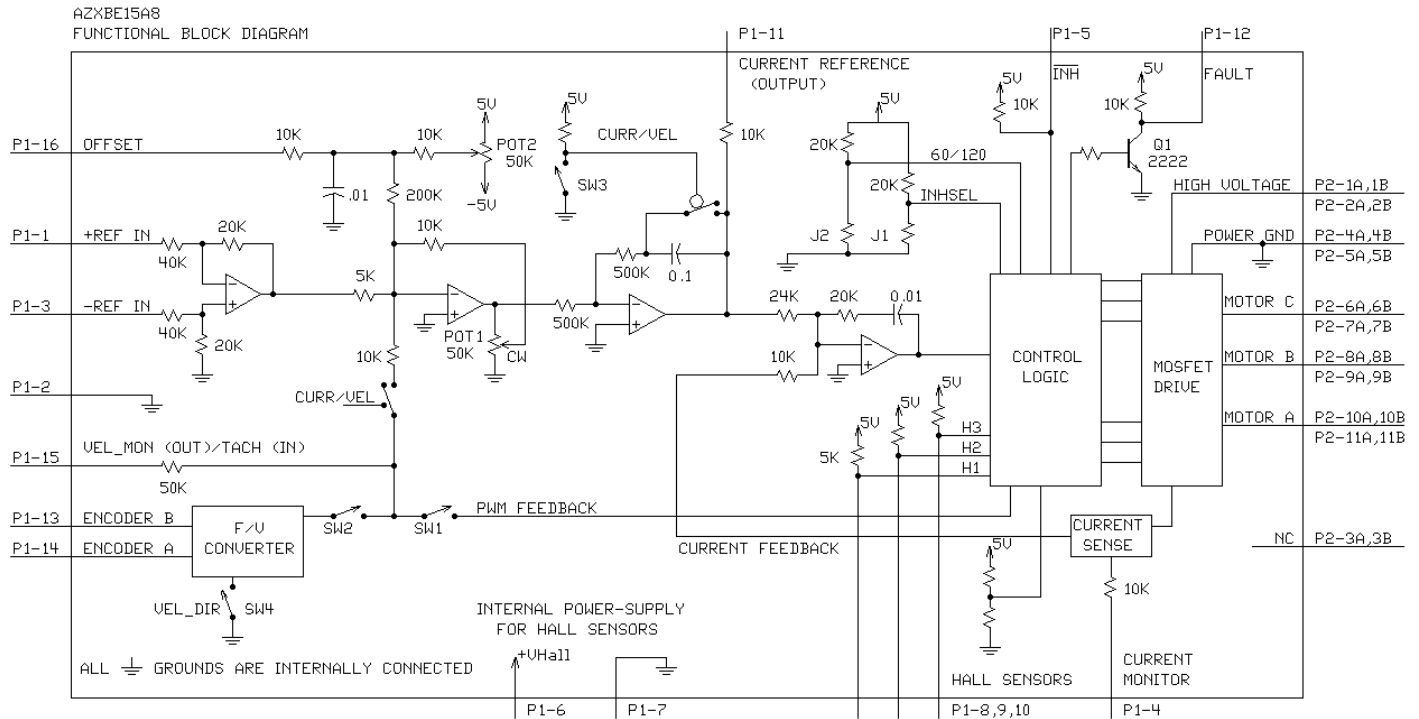 AZXBE15A8
FUNCTIONAL BLOCK DIAGRAM
P1-11
P1-5
P1-12
CURRENT REFERENCE
(OUTPUT)
5V
INH
10K
5V
FAULT
10K
Q1
2222
P1-16
OFFSET
10K
10K
5V
POT2
50K
-5V
.01
200K
5V
CURR/VEL
SW3
10K
5V
20K
60/120
20K
INHSEL
J2
J1
HIGH VOLTAGE
P2-1A,1B
P2-2A,2B
POWER GND
P2-4A,4B
P2-5A,5B
P1-1
+REF IN
40K
20K
10K
500K
0.1
P1-3
-REF IN
40K
20K
5K
POT1
50K
CW
500K
24K
20K
0.01
10K
CONTROL
LOGIC
MOSFET
DRIVE
MOTOR C
P2-6A,6B
P2-7A,7B
MOTOR B
P2-8A,8B
P2-9A,9B
MOTOR A
P2-10A,10B
P2-11A,11B
P1-2
10K
CURR/VEL
5V
5V
5V
5K
H3
H2
H1
P1-15
VEL_MON (OUT)/TACH (IN)
50K
P1-13
ENCODER B
P1-14
ENCODER A
F/V
CONVERTER
SW2
SW1
PWM FEEDBACK
CURRENT FEEDBACK
CURRENT
SENSE
NC
P2-3A,3B
5V
10K
VEL_DIR
SW4
INTERNAL POWER-SUPPLY
FOR HALL SENSORS
+VHall
ALL GROUNDS ARE INTERNALLY CONNECTED
HALL SENSORS
CURRENT
MONITOR
P1-6
P1-7
P1-8,9,10
P1-4